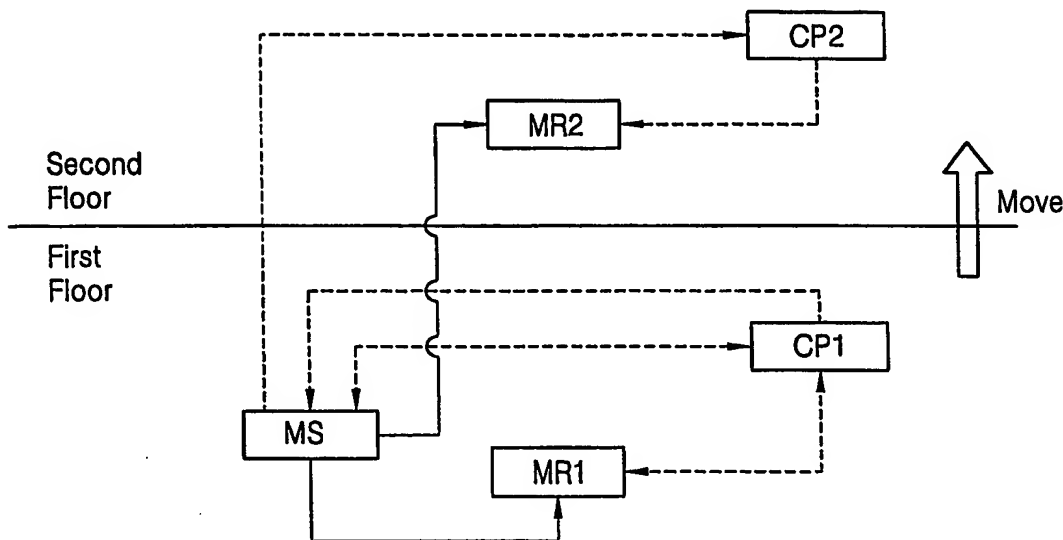 CP2
MR2
Second
Floor
Move
First
Floor
CP1
MS
MR1